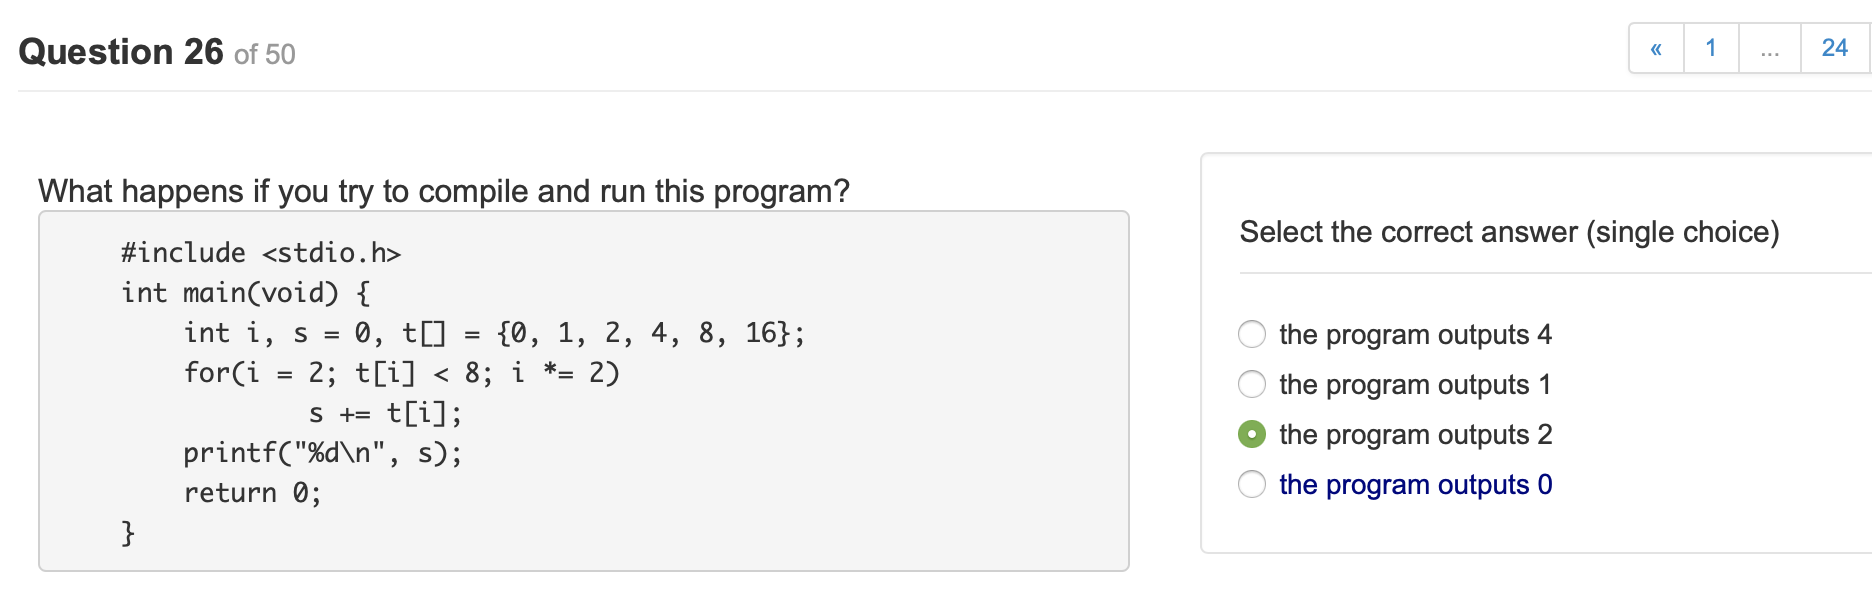 Question 26 of 50
« 1 ... 24
What happens if you try to compile and run this program?
#include <stdio.h>
int main(void) {
    int i, s = 0, t[] = {0, 1, 2, 4, 8, 16};
    for(i = 2; t[i] < 8; i *= 2)
            s += t[i];
    printf("%d\n", s);
    return 0;
}
Select the correct answer (single choice)
the program outputs 4
the program outputs 1
the program outputs 2
the program outputs 0